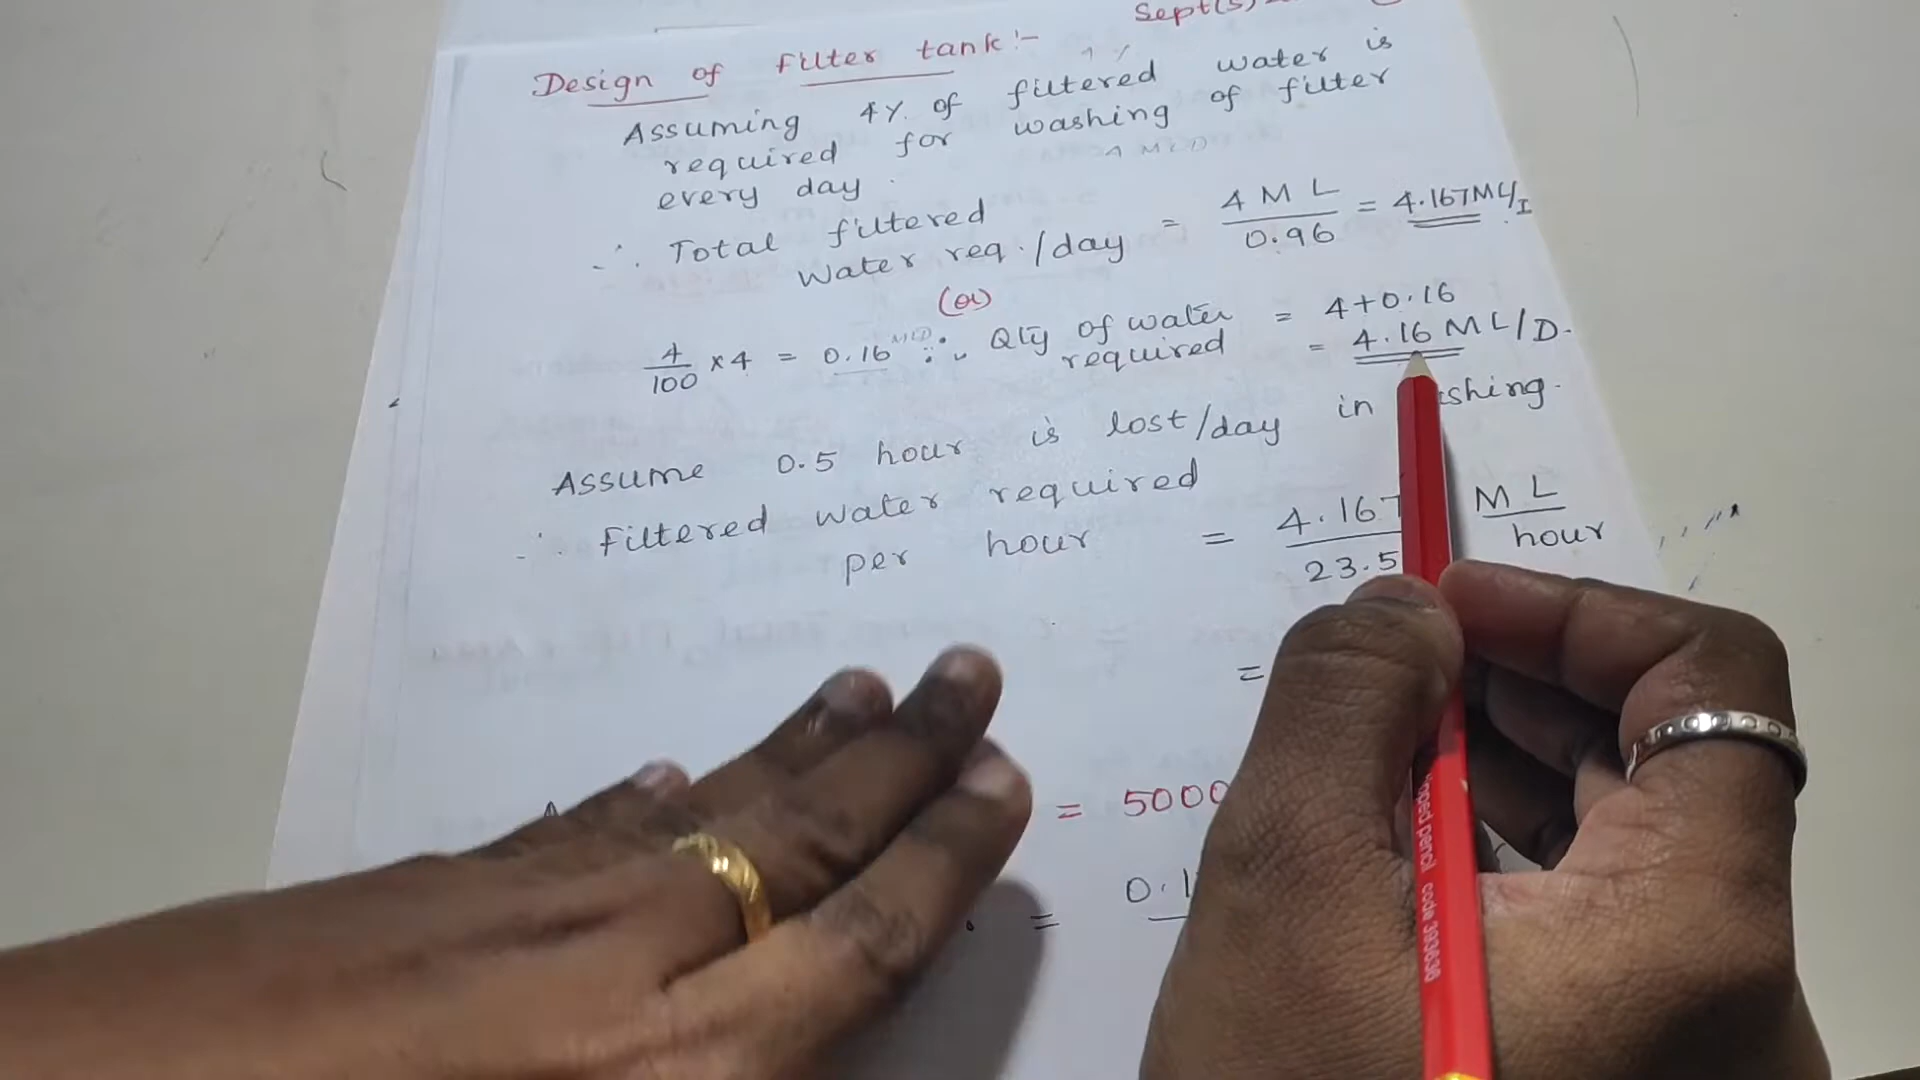 Sept(S)
Design of Filter tank:-
Assuming 4% of filtered water is
required for washing of filter
every day.
∴ Total filtered
Water req./day = 4 ML / 0.96 = 4.167ML/
(or)
4/100 x 4 = 0.16 MLD ∴ Qty of water required = 4+0.16
= 4.16 ML/D.
Assume 0.5 hour is lost/day in
∴ Filtered water required
per hour = 4.167 / 23.5 ML/hour
=
= 5000
= 0.1